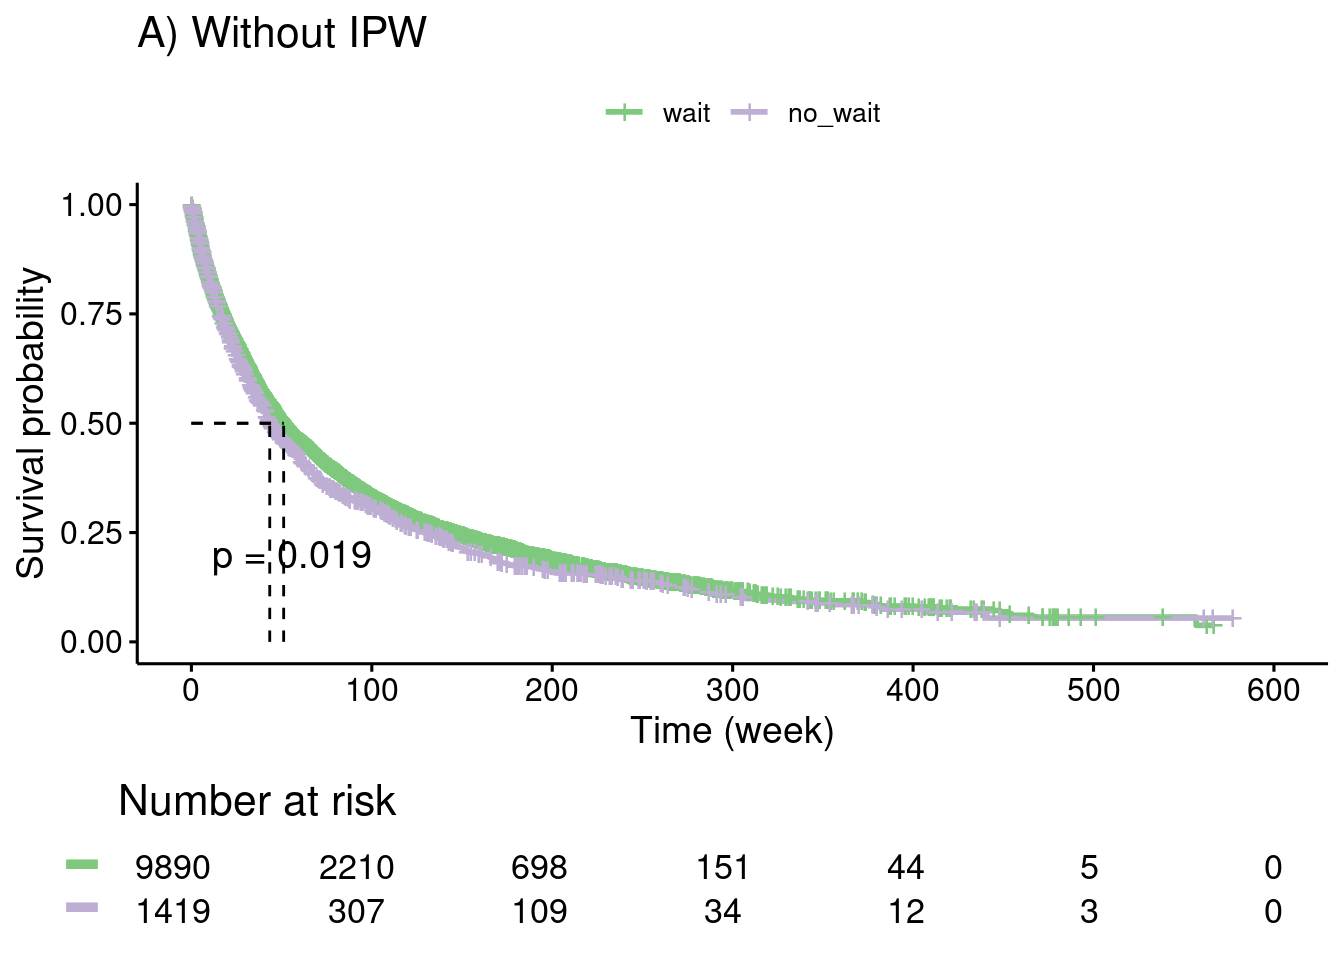 A) Without IPW
wait no_wait
1.00
0.75
0.50
0.25
0.00
Survival probability
p = 0.019
0 100 200 300 400 500 600
Time (week)
Number at risk
9890 2210 698 151 44 5 0
1419 307 109 34 12 3 0